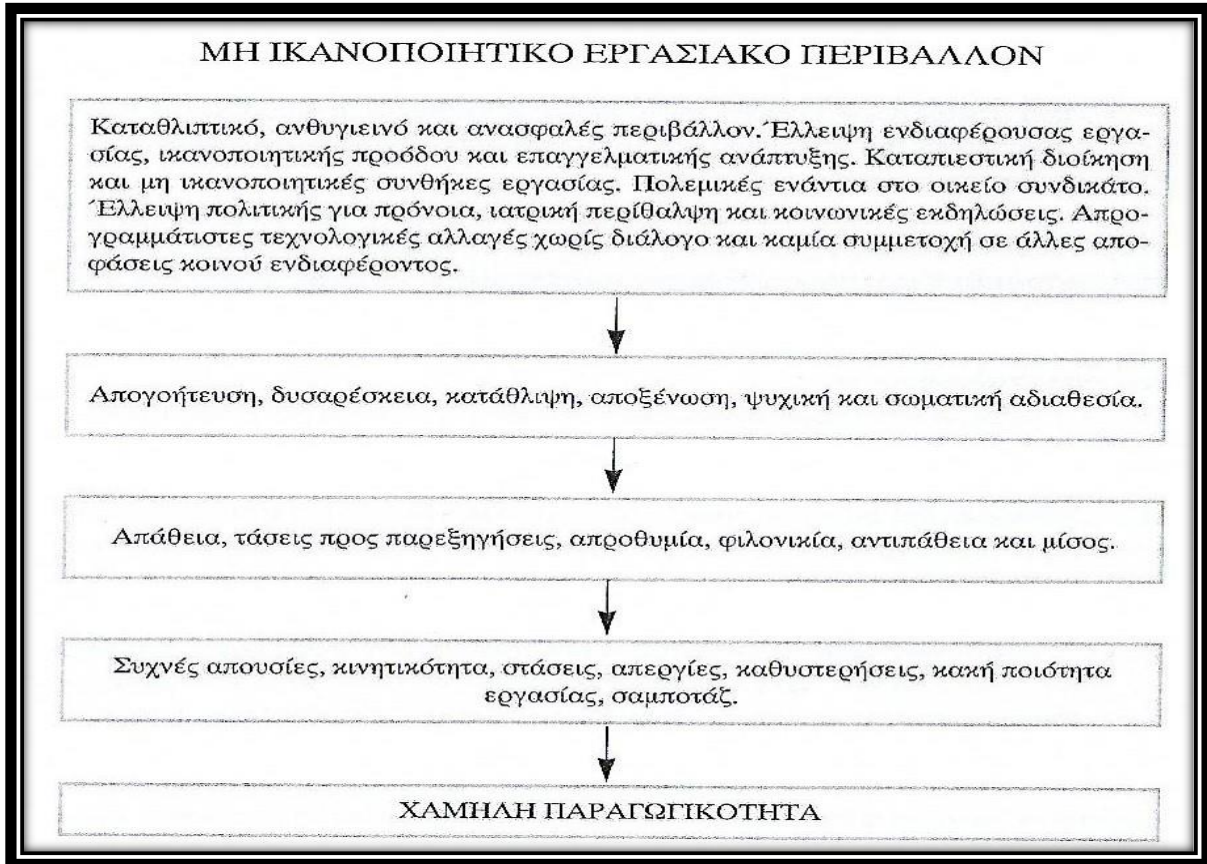 ΜΗ ΙΚΑΝΟΠΟΙΗΤΙΚΟ ΕΡΓΑΣΙΑΚΟ ΠΕΡΙΒΑΛΛΟΝ
Καταθλιπτικό, ανθυγιεινό και ανασφαλές περιβάλλον. Έλλειψη ενδιαφέρουσας εργα-
σίας, ικανοποιητικής προόδου και επαγγελματικής ανάπτυξης. Καταπιεστική διοίκηση
και μη ικανοποιητικές συνθήκες εργασίας. Πολεμικές ενάντια στο οικείο συνδικάτο.
Έλλειψη πολιτικής για πρόνοια, ιατρική περίθαλψη και κοινωνικές εκδηλώσεις. Απρο-
γραμμάτιστες τεχνολογικές αλλαγές χωρίς διάλογο και καμία συμμετοχή σε άλλες απο-
φάσεις κοινού ενδιαφέροντος.
Απογοήτευση, δυσαρέσκεια, κατάθλιψη, αποξένωση, ψυχική και σωματική αδιαθεσία.
Απάθεια, τάσεις προς παρεξηγήσεις, απροθυμία, φιλονικία, αντιπάθεια και μίσος.
Συχνές απουσίες, κινητικότητα, στάσεις, απεργίες, καθυστερήσεις, κακή ποιότητα
εργασίας, σαμποτάζ.
ΧΑΜΗΛΗ ΠΑΡΑΓΩΓΙΚΟΤΗΤΑ